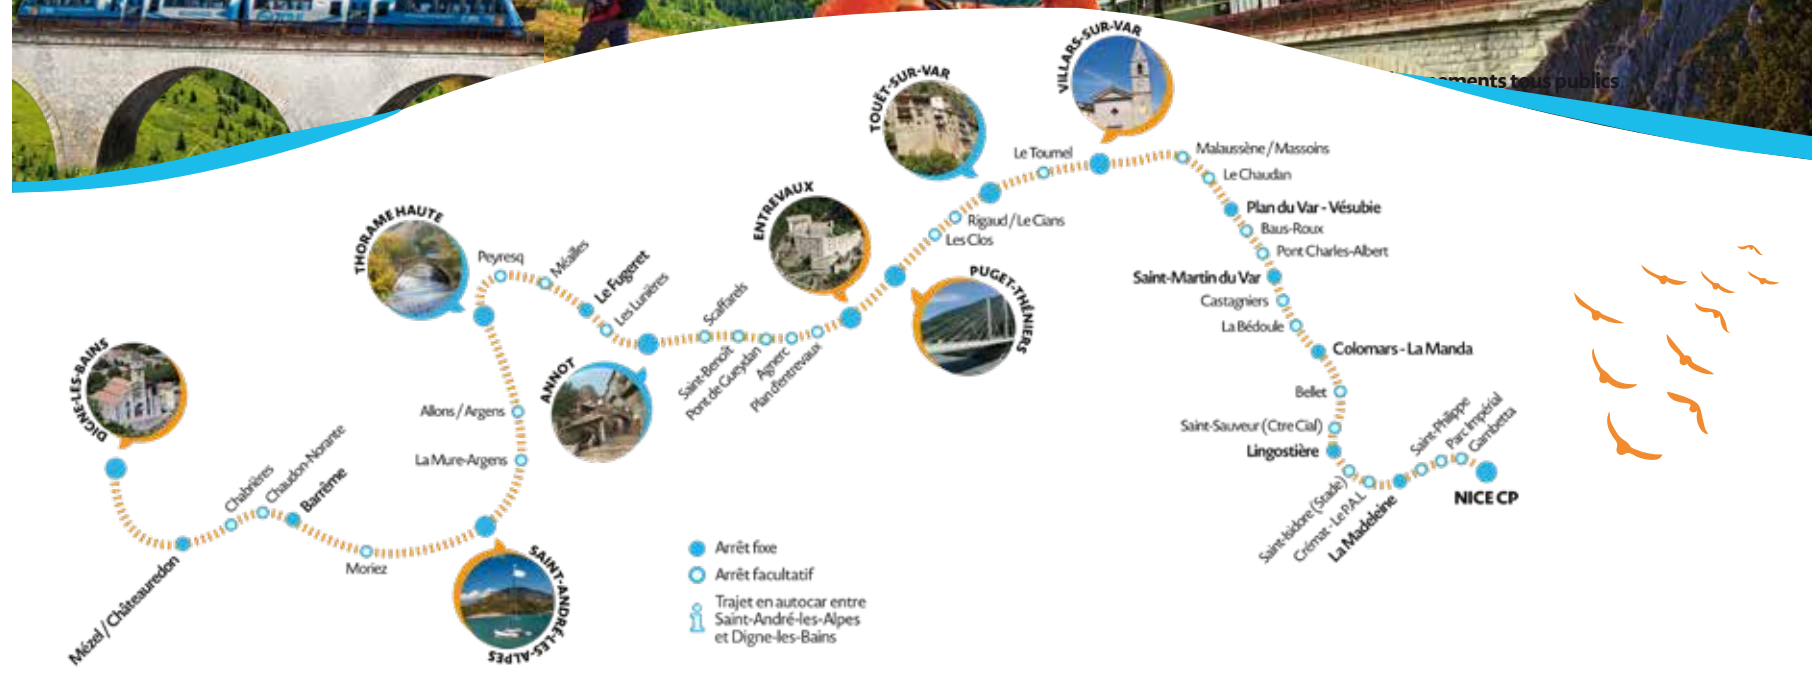 ements tous publics
VILLARS-SUR-VAR
TOUËT-SUR-VAR
Le Tournel
Malaussène / Massoins
Le Chaudan
Plan du Var - Vésubie
Baus-Roux
Pont Charles-Albert
Saint-Martin du Var
Castagniers
La Bédoule
Colomars - La Manda
Bellet
Saint-Sauveur (Ctre Cial)
Lingostière
Saint-Isidore (Stade)
Crémat - Le P.A.L
La Madeleine
Saint-Philippe
Parc Impérial
Gambetta
NICE CP
Rigaud / Le Cians
Les Clos
PUGET-THÉNIERS
ENTREVAUX
Plan d'entrevaux
Agnerc
Pont de Gueydan
Saint-Benoît
Scaffarels
ANNOT
Les Lunières
Le Fugeret
Méailles
Peyresq
THORAME HAUTE
Allons / Argens
La Mure-Argens
SAINT-ANDRÉ-LES-ALPES
Moriez
Barrême
Chaudon-Norante
Chabrières
Mézel / Châteauredon
DIGNE-LES-BAINS
Arrêt fixe
Arrêt facultatif
Trajet en autocar entre
Saint-André-les-Alpes
et Digne-les-Bains